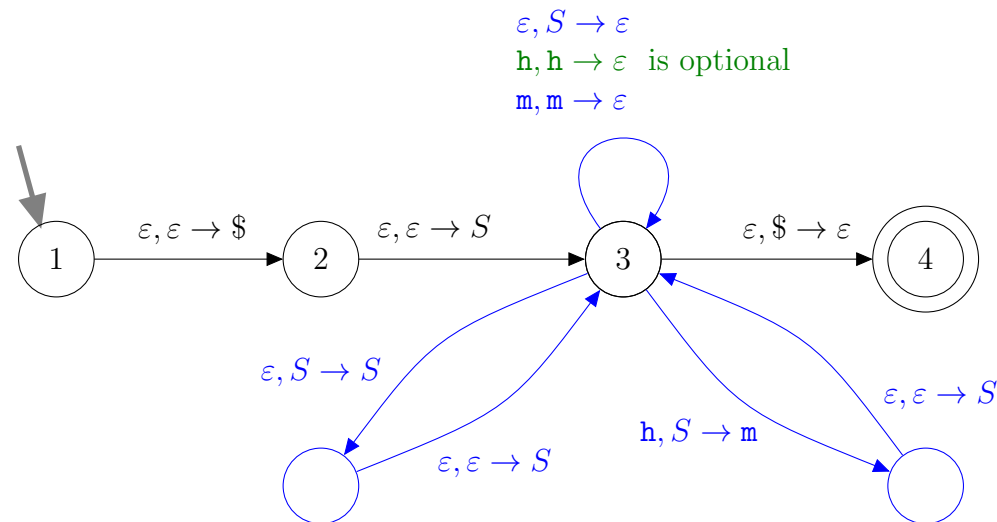 ε, S → ε
h, h → ε is optional
m, m → ε
ε, ε → $
ε, ε → S
ε, $ → ε
1
2
3
4
ε, S → S
ε, ε → S
h, S → m
ε, ε → S